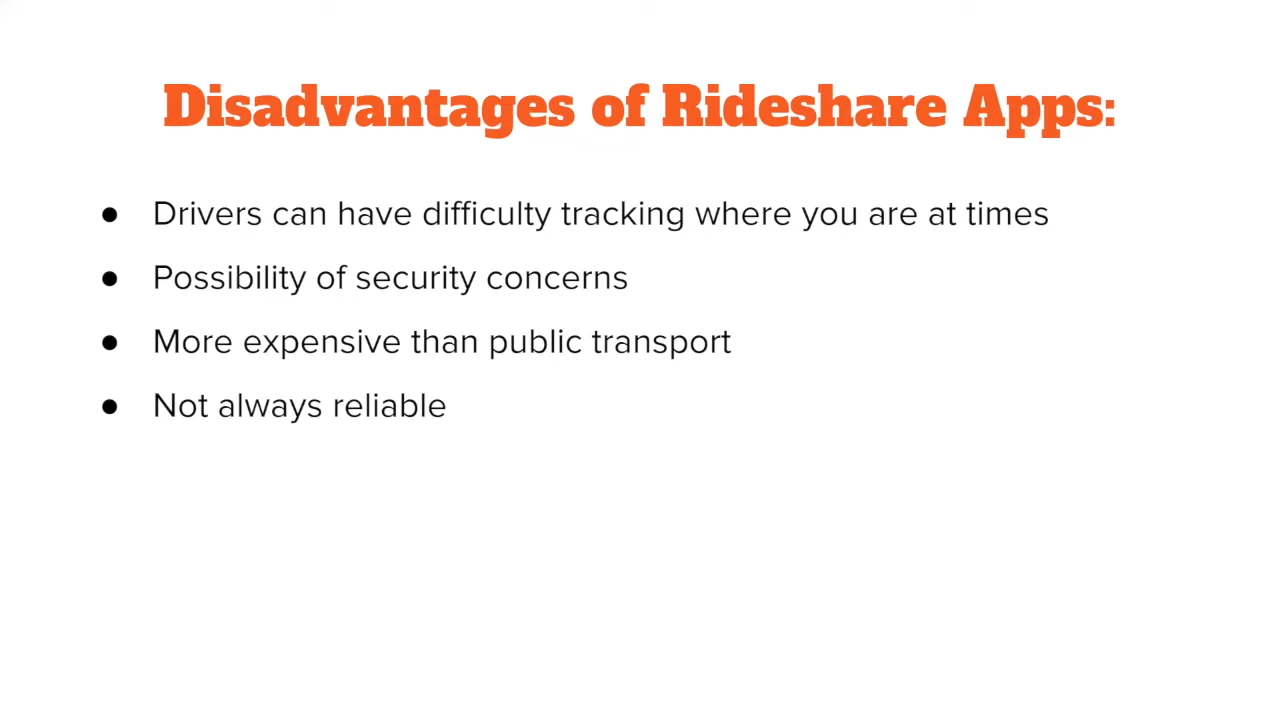 Disadvantages of Rideshare Apps:
● Drivers can have difficulty tracking where you are at times
● Possibility of security concerns
● More expensive than public transport
● Not always reliable